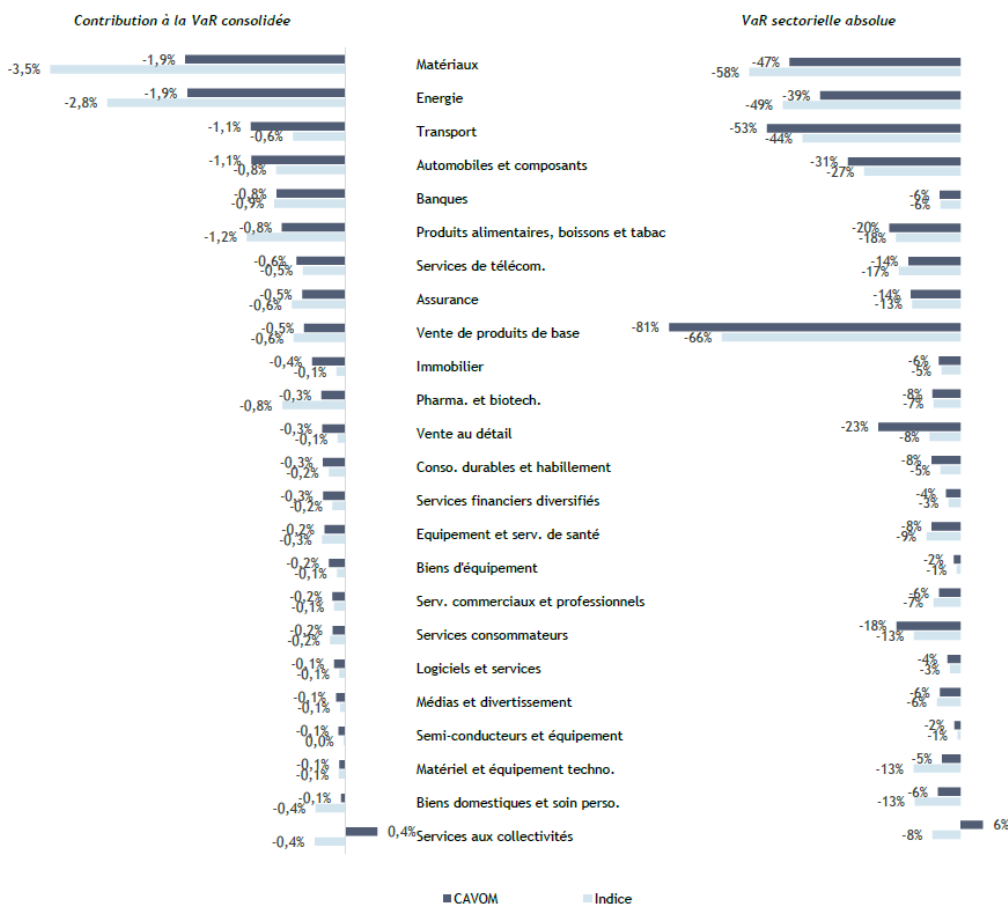 Contribution à la VaR consolidée VaR sectorielle absolue
-1,9% Matériaux -47%
-3,5% -58%
-1,9% Energie -39%
-2,8% -49%
-1,1% Transport -53%
-0,6% -44%
-1,1% Automobiles et composants -31%
-0,8% -27%
-0,8% Banques -6%
-0,9% -6%
-0,8% Produits alimentaires, boissons et tabac -20%
-1,2% -18%
-0,6% Services de télécom. -14%
-0,5% -17%
-0,5% Assurance -14%
-0,6% -13%
-0,5% Vente de produits de base -81%
-0,6% -66%
-0,4% Immobilier -6%
-0,1% -5%
-0,3% Pharma. et biotech. -8%
-0,8% -7%
-0,3% Vente au détail -23%
-0,1% -8%
-0,3% Conso. durables et habillement -8%
-0,2% -5%
-0,3% Services financiers diversifiés -4%
-0,2% -3%
-0,2% Equipement et serv. de santé -8%
-0,3% -9%
-0,2% Biens d'équipement -2%
-0,1% -1%
-0,2% Serv. commerciaux et professionnels -6%
-0,1% -7%
-0,2% Services consommateurs -18%
-0,2% -13%
-0,1% Logiciels et services -4%
-0,1% -3%
-0,1% Médias et divertissement -6%
-0,1% -6%
-0,1% Semi-conducteurs et équipement -2%
0,0% -1%
-0,1% Matériel et équipement techno. -5%
-0,1% -13%
-0,1% Biens domestiques et soin perso. -6%
-0,4% -13%
0,4% Services aux collectivités 6%
-0,4% -8%
CAVOM Indice